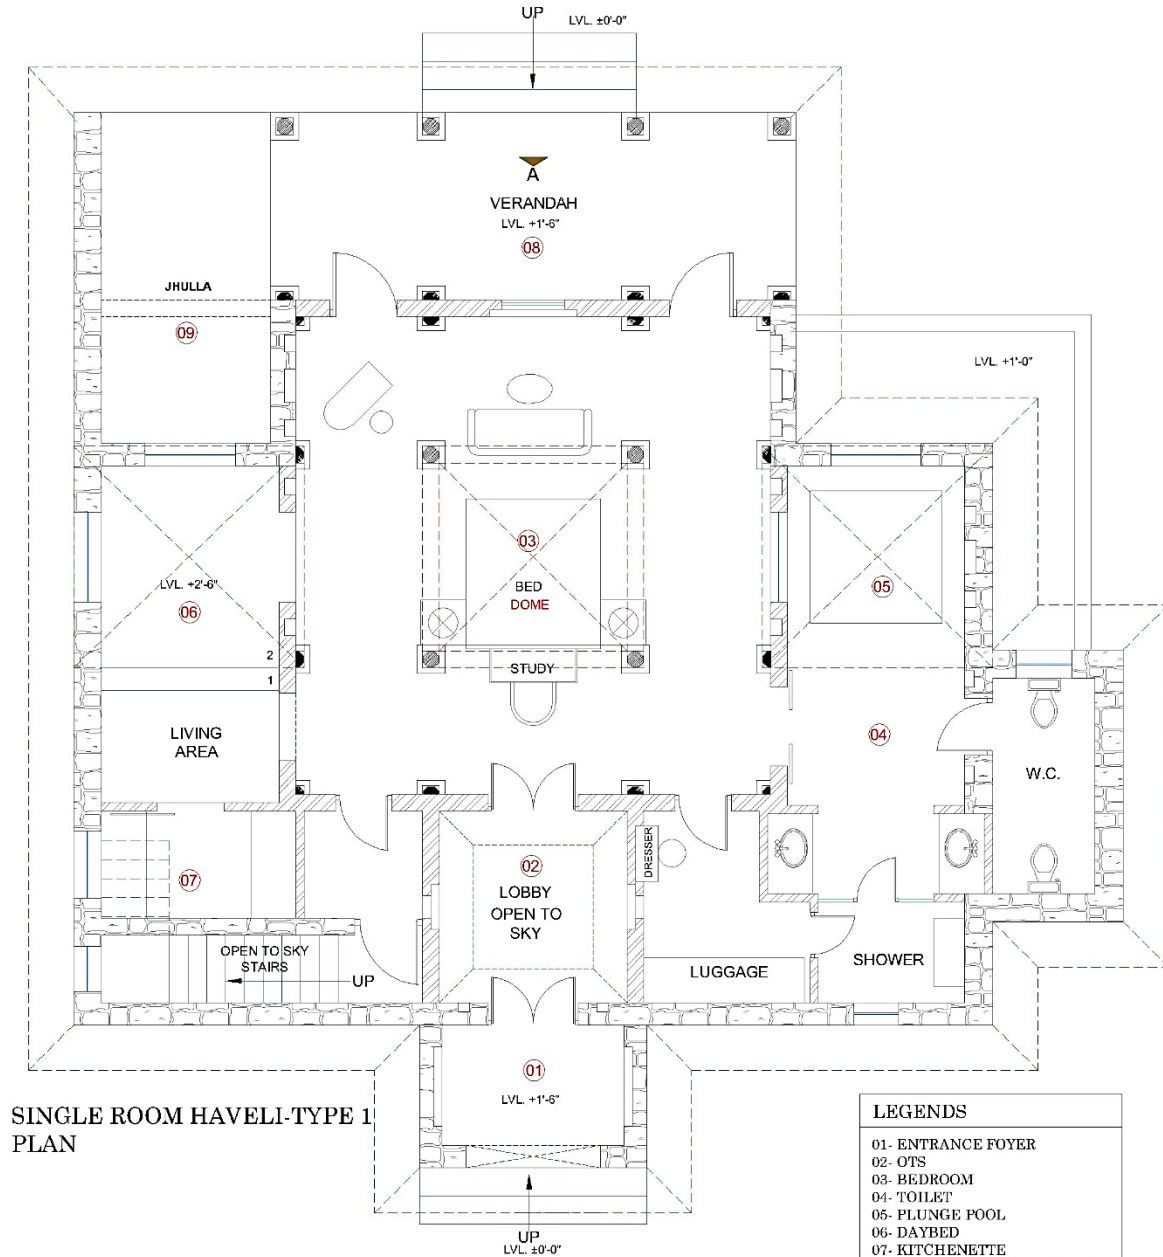 UP
LVL. ±0'-0"
A
VERANDAH
LVL. +1'-6"
08
JHULLA
09
LVL. +1'-0"
03
BED
DOME
LVL. +2'-6"
06
05
2
1
STUDY
LIVING
AREA
04
W.C.
07
02
LOBBY
OPEN TO
SKY
DRESSER
OPEN TO SKY
STAIRS
UP
LUGGAGE
SHOWER
01
LVL. +1'-6"
SINGLE ROOM HAVELI-TYPE 1
PLAN
UP
LVL. ±0'-0"
LEGENDS
01- ENTRANCE FOYER
02- OTS
03- BEDROOM
04- TOILET
05- PLUNGE POOL
06- DAYBED
07- KITCHENETTE